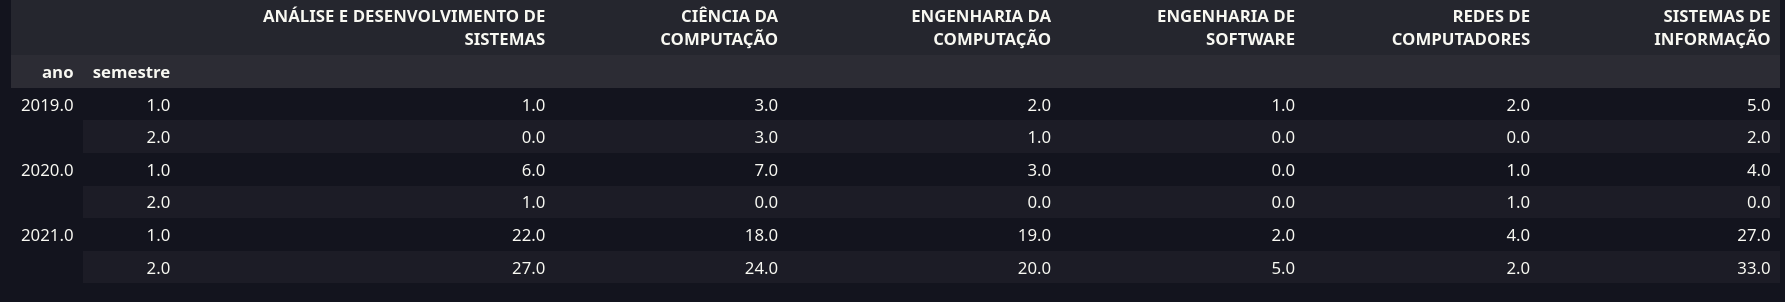 ANÁLISE E DESENVOLVIMENTO DE CIÊNCIA DA ENGENHARIA DA ENGENHARIA DE REDES DE SISTEMAS DE
SISTEMAS COMPUTAÇÃO COMPUTAÇÃO SOFTWARE COMPUTADORES INFORMAÇÃO
ano semestre
2019.0 1.0 1.0 3.0 2.0 1.0 2.0 5.0
2.0 0.0 3.0 1.0 0.0 0.0 2.0
2020.0 1.0 6.0 7.0 3.0 0.0 1.0 4.0
2.0 1.0 0.0 0.0 0.0 1.0 0.0
2021.0 1.0 22.0 18.0 19.0 2.0 4.0 27.0
2.0 27.0 24.0 20.0 5.0 2.0 33.0